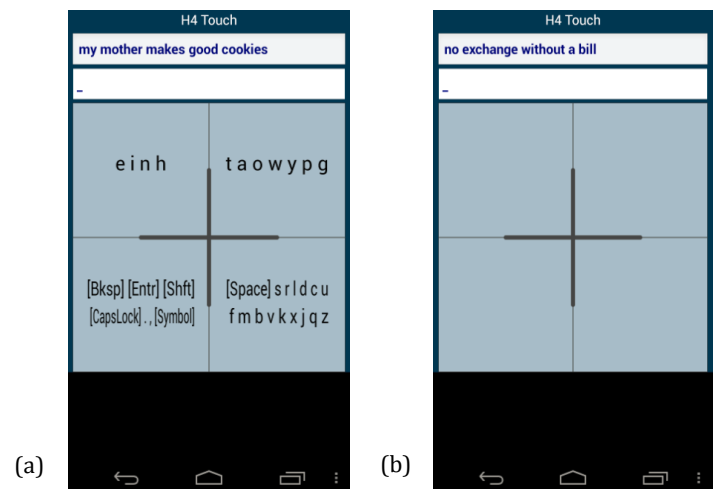 H4 Touch
my mother makes good cookies
_
e i n h
t a o w y p g
[Bksp] [Entr] [Shft]
[CapsLock] . , [Symbol]
[Space] s r l d c u
f m b v k x j q z
(a)
H4 Touch
no exchange without a bill
_
(b)